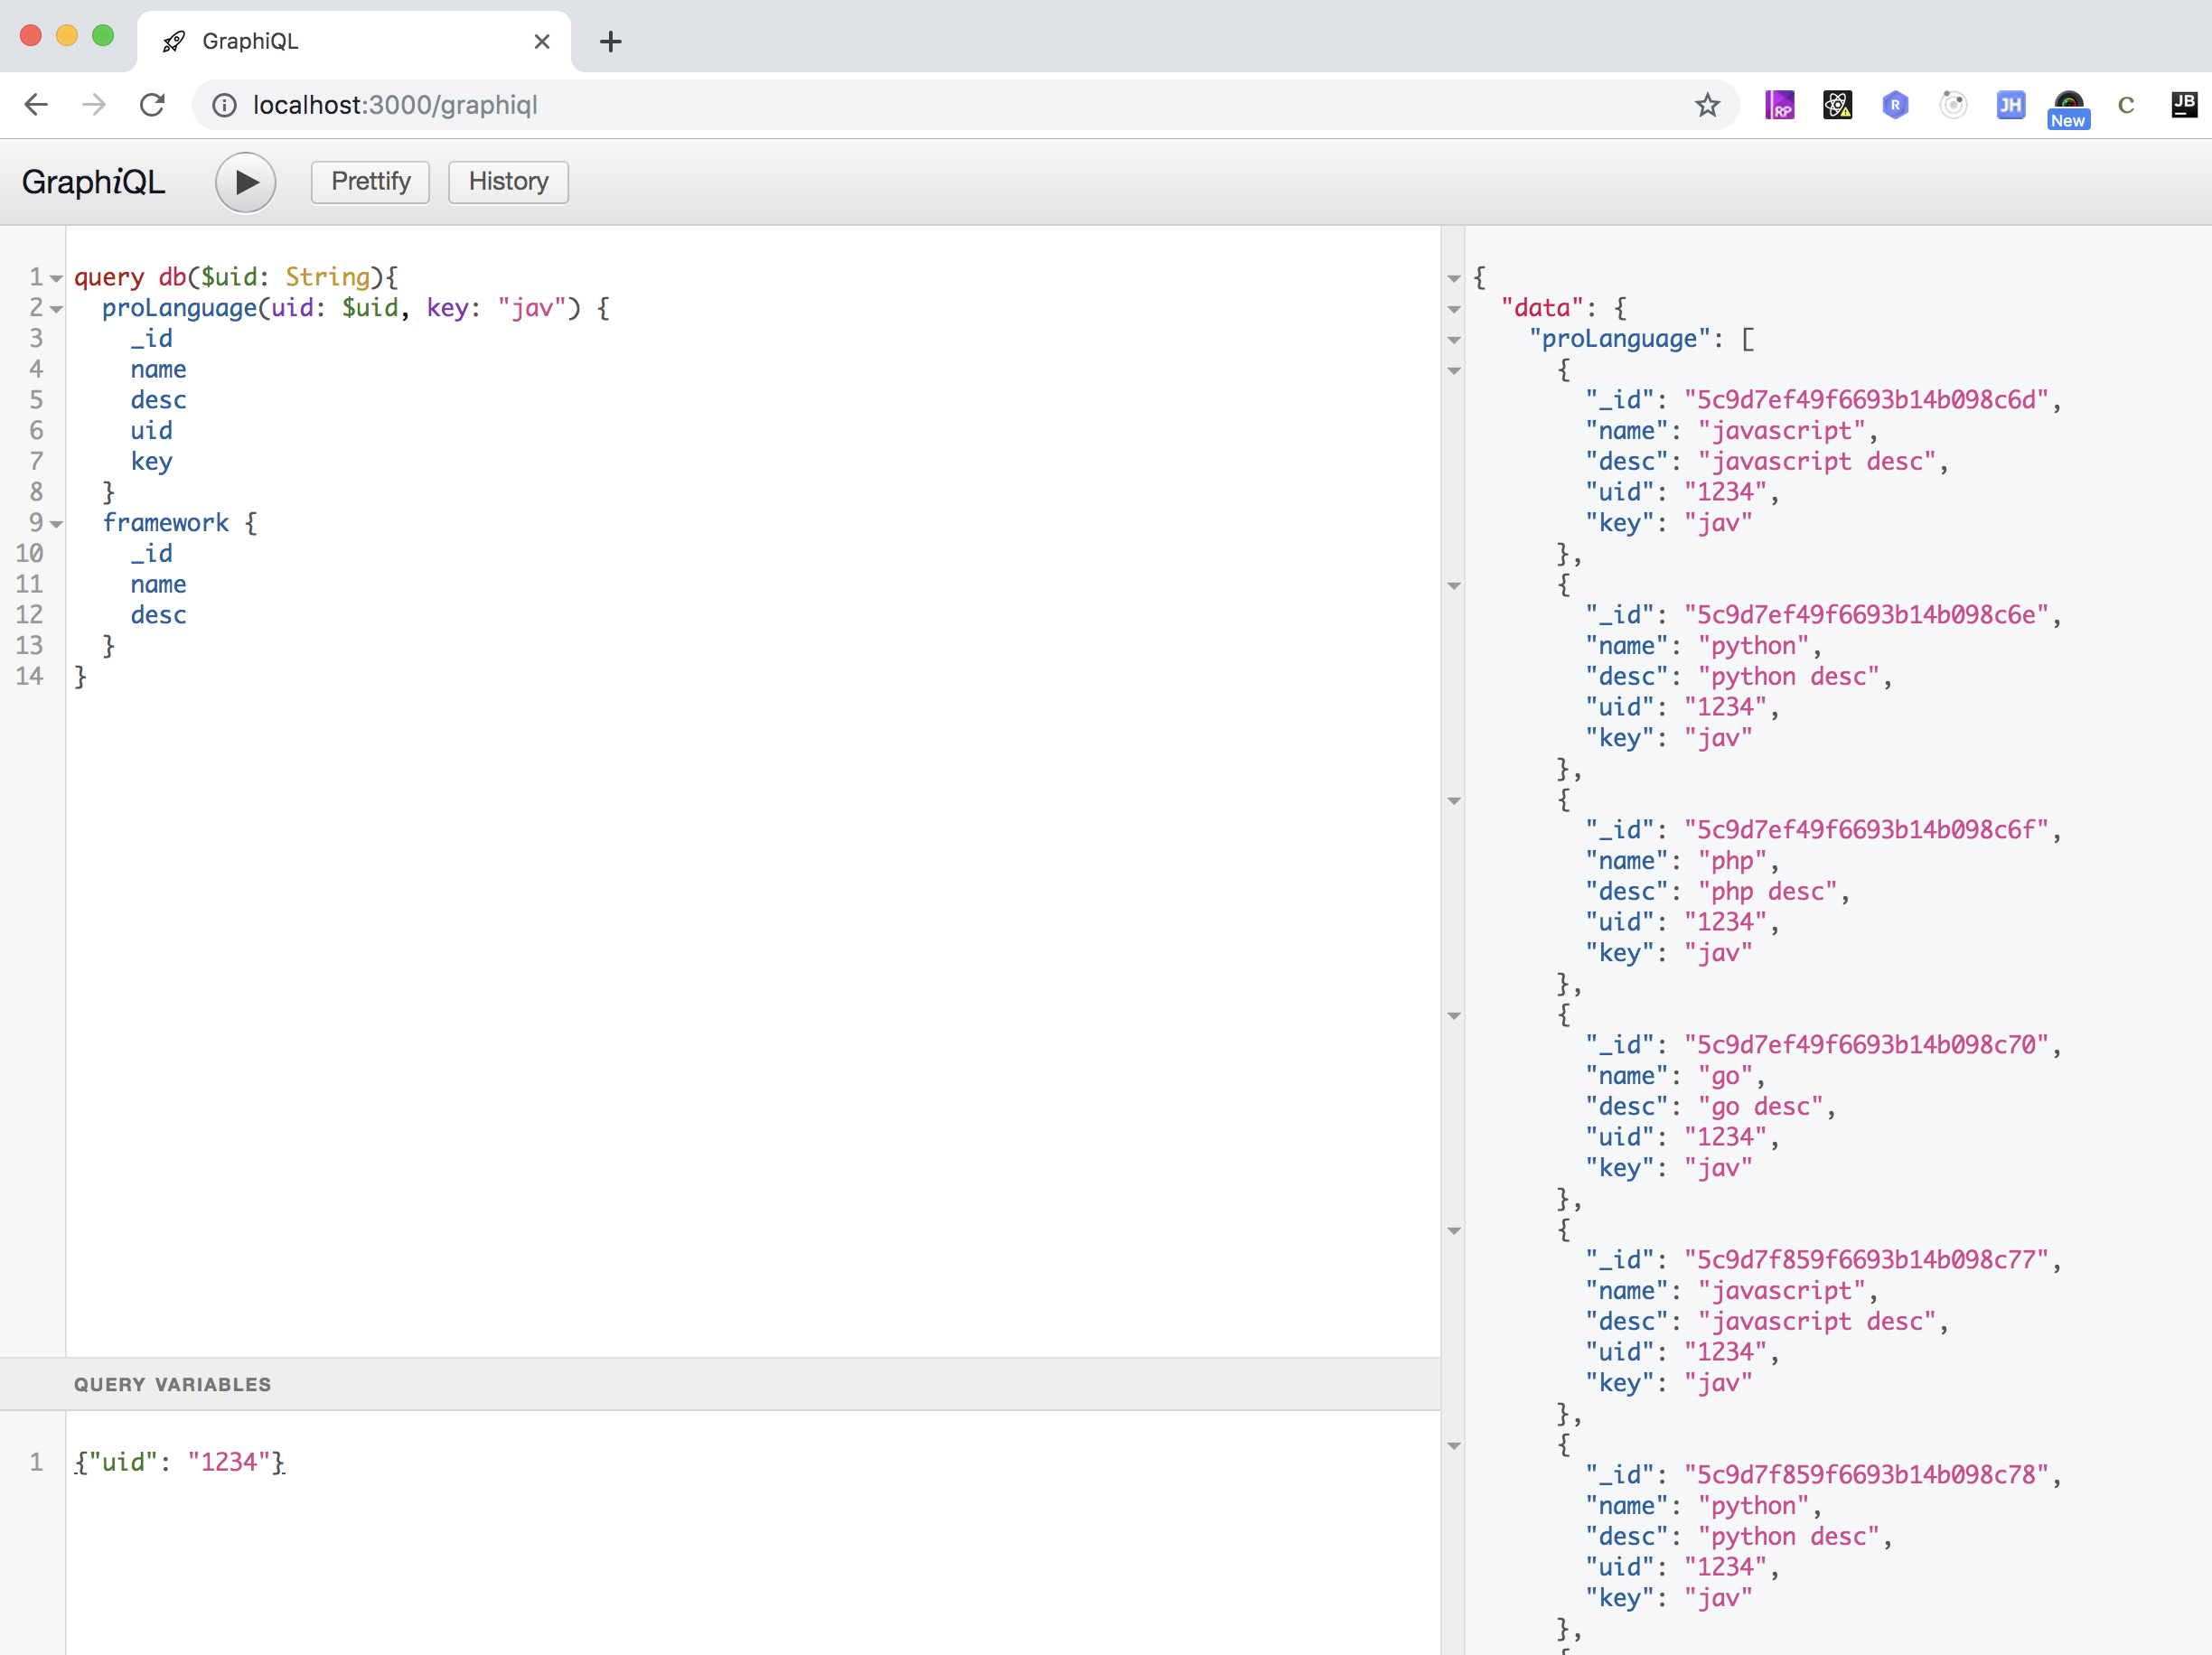 GraphiQL
localhost:3000/graphiql
RP
R
JH
New
C
JB
GraphiQL
Prettify
History
1 query db($uid: String){
2 proLanguage(uid: $uid, key: "jav") {
3 _id
4 name
5 desc
6 uid
7 key
8 }
9 framework {
10 _id
11 name
12 desc
13 }
14 }
QUERY VARIABLES
1 {"uid": "1234"}
{
"data": {
"proLanguage": [
{
"_id": "5c9d7ef49f6693b14b098c6d",
"name": "javascript",
"desc": "javascript desc",
"uid": "1234",
"key": "jav"
},
{
"_id": "5c9d7ef49f6693b14b098c6e",
"name": "python",
"desc": "python desc",
"uid": "1234",
"key": "jav"
},
{
"_id": "5c9d7ef49f6693b14b098c6f",
"name": "php",
"desc": "php desc",
"uid": "1234",
"key": "jav"
},
{
"_id": "5c9d7ef49f6693b14b098c70",
"name": "go",
"desc": "go desc",
"uid": "1234",
"key": "jav"
},
{
"_id": "5c9d7f859f6693b14b098c77",
"name": "javascript",
"desc": "javascript desc",
"uid": "1234",
"key": "jav"
},
{
"_id": "5c9d7f859f6693b14b098c78",
"name": "python",
"desc": "python desc",
"uid": "1234",
"key": "jav"
},
{